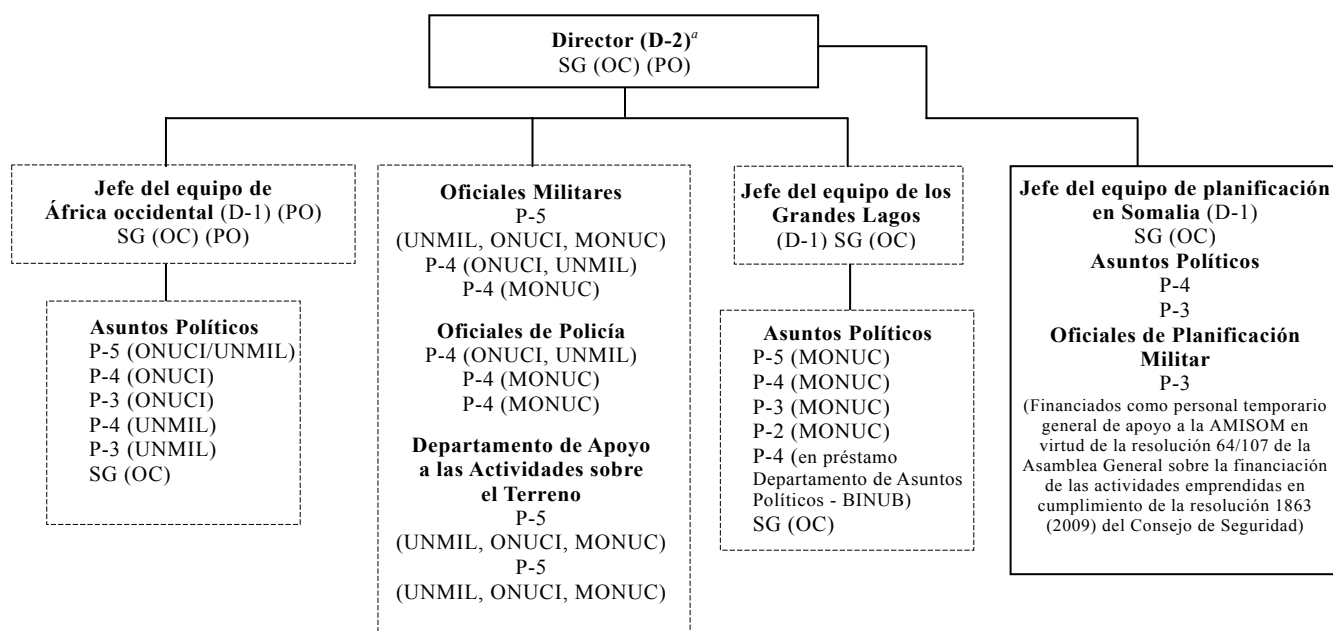 Director (D-2)a
SG (OC) (PO)
Jefe del equipo de
África occidental (D-1) (PO)
SG (OC) (PO)
Asuntos Políticos
P-5 (ONUCI/UNMIL)
P-4 (ONUCI)
P-3 (ONUCI)
P-4 (UNMIL)
P-3 (UNMIL)
SG (OC)
Oficiales Militares
P-5
(UNMIL, ONUCI, MONUC)
P-4 (ONUCI, UNMIL)
P-4 (MONUC)
Oficiales de Policía
P-4 (ONUCI, UNMIL)
P-4 (MONUC)
P-4 (MONUC)
Departamento de Apoyo
a las Actividades sobre
el Terreno
P-5
(UNMIL, ONUCI, MONUC)
P-5
(UNMIL, ONUCI, MONUC)
Jefe del equipo de los
Grandes Lagos
(D-1) SG (OC)
Asuntos Políticos
P-5 (MONUC)
P-4 (MONUC)
P-3 (MONUC)
P-2 (MONUC)
P-4 (en préstamo
Departamento de Asuntos
Políticos - BINUB)
SG (OC)
Jefe del equipo de planificación
en Somalia (D-1)
SG (OC)
Asuntos Políticos
P-4
P-3
Oficiales de Planificación
Militar
P-3
(Financiados como personal temporario
general de apoyo a la AMISOM en
virtud de la resolución 64/107 de la
Asamblea General sobre la financiación
de las actividades emprendidas en
cumplimiento de la resolución 1863
(2009) del Consejo de Seguridad)